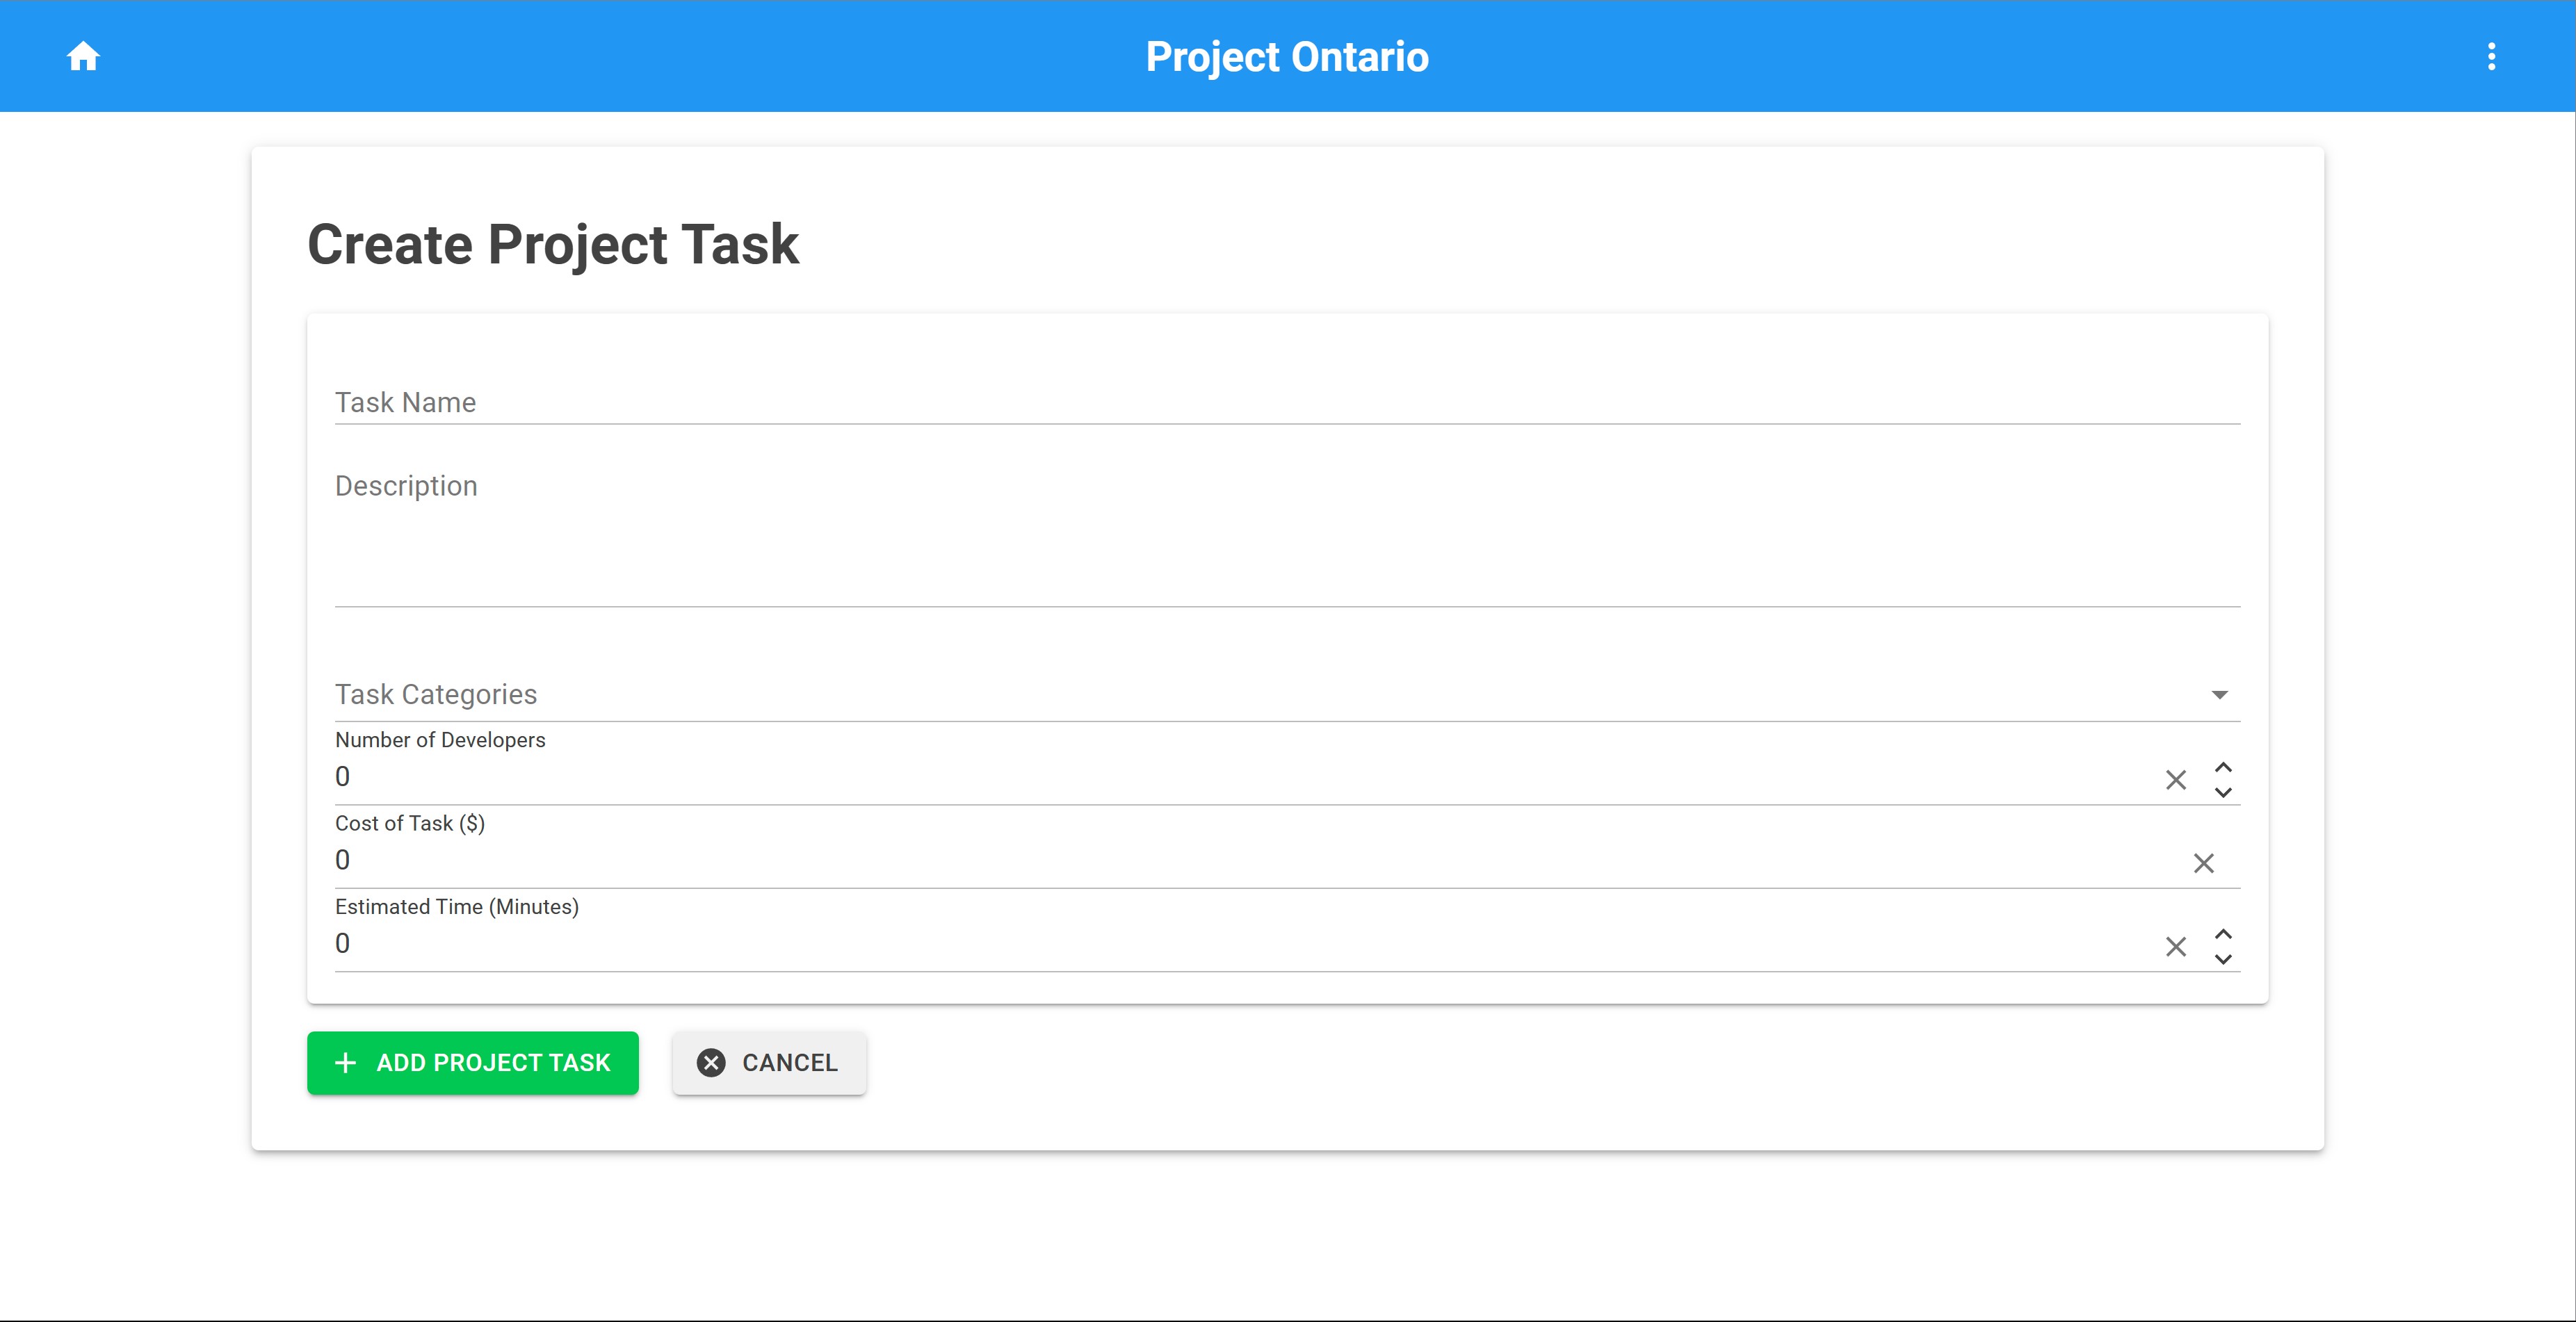 Project Ontario
Create Project Task
Task Name
Description
Task Categories
Number of Developers
0
Cost of Task ($)
0
Estimated Time (Minutes)
0
ADD PROJECT TASK
CANCEL